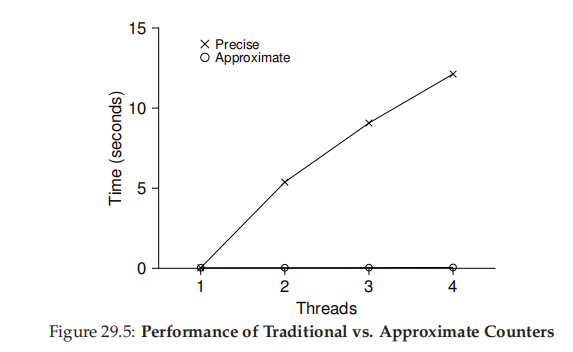 15
10
5
0
Time (seconds)
Precise
Approximate
1 2 3 4
Threads
Figure 29.5: Performance of Traditional vs. Approximate Counters